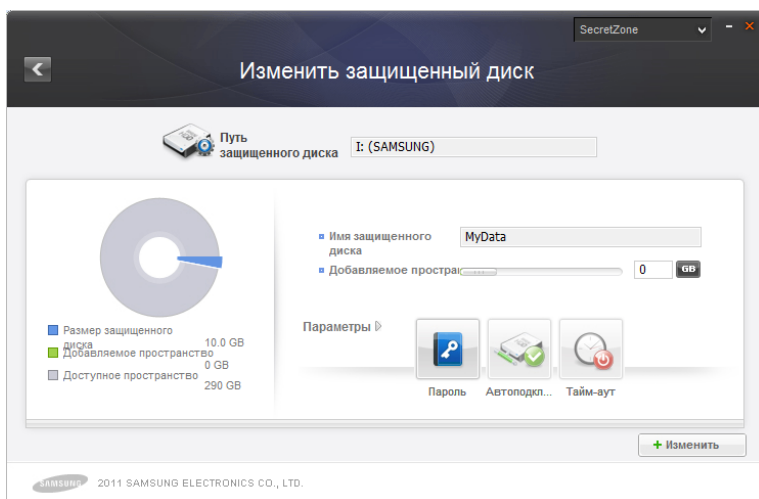 SecretZone
Изменить защищенный диск
Путь
защищенного диска
I: (SAMSUNG)
Имя защищенного
диска
MyData
Добавляемое простра
0 GB
Размер защищенного
диска
10.0 GB
Добавляемое пространство
0 GB
Доступное пространство
290 GB
Параметры
Пароль
Автоподкл...
Тайм-аут
+ Изменить
SAMSUNG 2011 SAMSUNG ELECTRONICS CO., LTD.